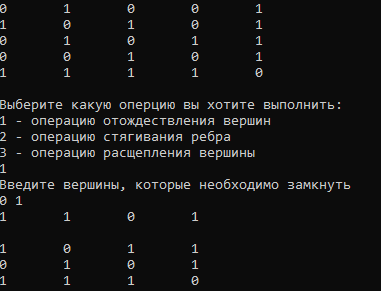 0 1 0 0 1
1 0 1 0 1
0 1 0 1 1
0 0 1 0 1
1 1 1 1 0
Выберите какую оперцию вы хотите выполнить:
1 - операцию отождествления вершин
2 - операцию стягивания ребра
3 - операцию расщепления вершины
1
Введите вершины, которые необходимо замкнуть
0 1
1 1 0 1
1 0 1 1
0 1 0 1
1 1 1 0